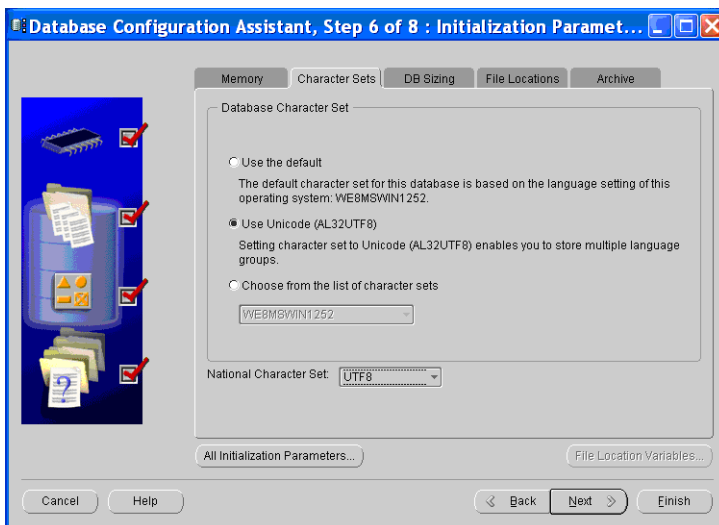 Database Configuration Assistant, Step 6 of 8 : Initialization Paramet...
Memory Character Sets DB Sizing File Locations Archive
Database Character Set
Use the default
The default character set for this database is based on the language setting of this
operating system: WE8MSWIN1252.
Use Unicode (AL32UTF8)
Setting character set to Unicode (AL32UTF8) enables you to store multiple language
groups.
Choose from the list of character sets
WE8MSWIN1252
National Character Set: UTF8
?
All Initialization Parameters... File Location Variables...
Cancel Help Back Next Finish